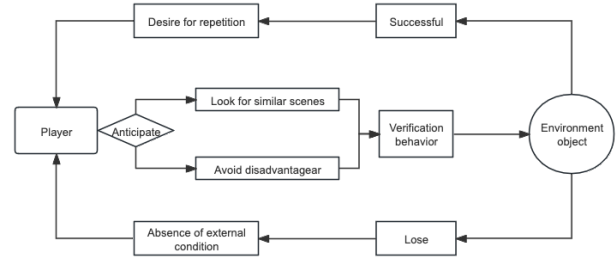 Desire for repetition
Successful
Look for similar scenes
Player
Anticipate
Verification
behavior
Environment
object
Avoid disadvantagear
Absence of external
condition
Lose